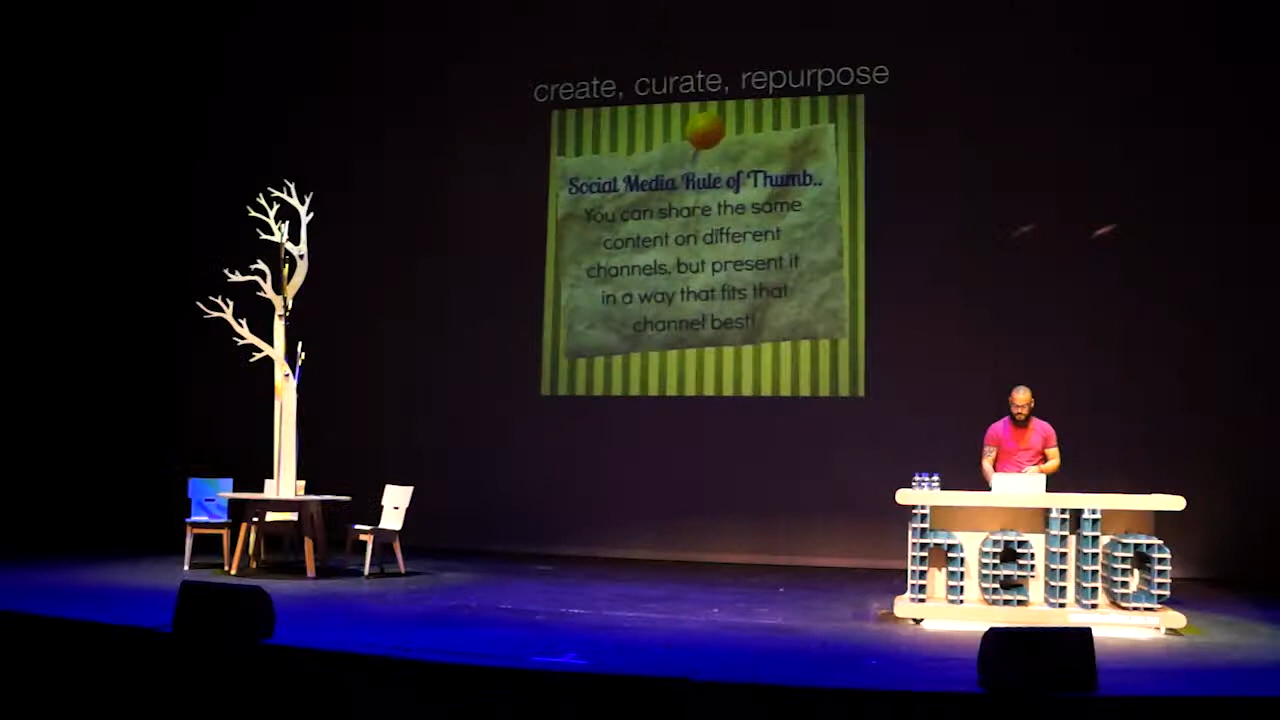 create, curate, repurpose
Social Media Rule of Thumb..
You can share the same
content on different
channels, but present it
in a way that fits that
channel best!
hello